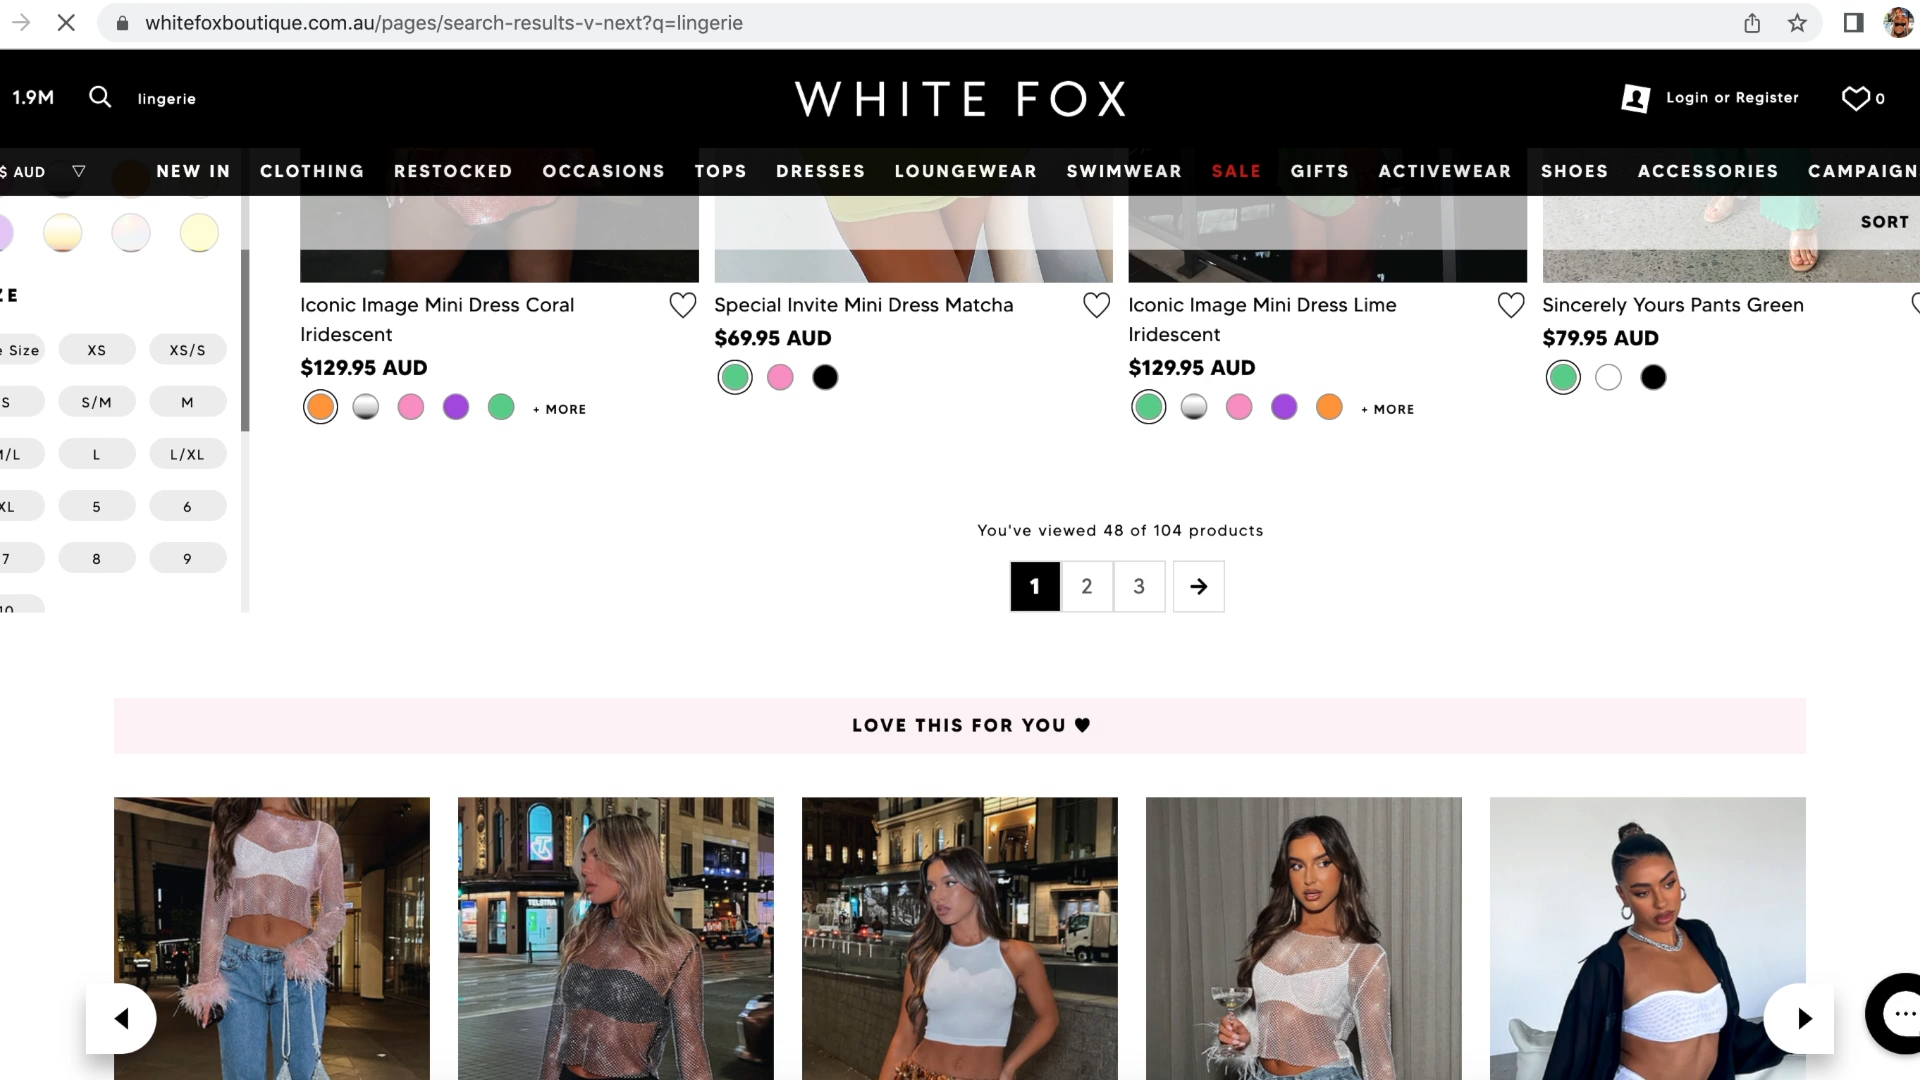 whitefoxboutique.com.au/pages/search-results-v-next?q=lingerie
1.9M
lingerie
WHITE FOX
Login or Register
0
$ AUD
NEW IN
CLOTHING
RESTOCKED
OCCASIONS
TOPS
DRESSES
LOUNGEWEAR
SWIMWEAR
SALE
GIFTS
ACTIVEWEAR
SHOES
ACCESSORIES
CAMPAIGN
SORT
ZE
e Size
XS
XS/S
S
S/M
M
M/L
L
L/XL
XL
5
6
7
8
9
10
Iconic Image Mini Dress Coral
Iridescent
$129.95 AUD
+ MORE
Special Invite Mini Dress Matcha
$69.95 AUD
Iconic Image Mini Dress Lime
Iridescent
$129.95 AUD
+ MORE
Sincerely Yours Pants Green
$79.95 AUD
You've viewed 48 of 104 products
1
2
3
LOVE THIS FOR YOU ♥
TELSTRA